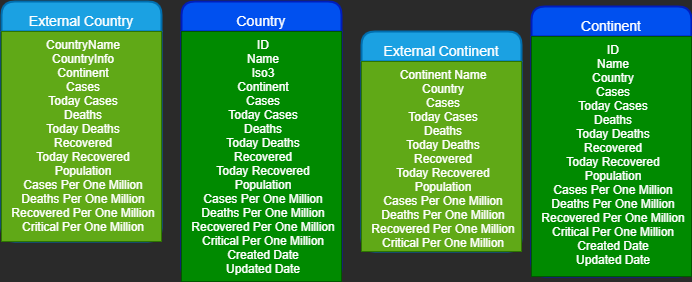 External Country
CountryName
CountryInfo
Continent
Cases
Today Cases
Deaths
Today Deaths
Recovered
Today Recovered
Population
Cases Per One Million
Deaths Per One Million
Recovered Per One Million
Critical Per One Million
Country
ID
Name
Iso3
Continent
Cases
Today Cases
Deaths
Today Deaths
Recovered
Today Recovered
Population
Cases Per One Million
Deaths Per One Million
Recovered Per One Million
Critical Per One Million
Created Date
Updated Date
External Continent
Continent Name
Country
Cases
Today Cases
Deaths
Today Deaths
Recovered
Today Recovered
Population
Cases Per One Million
Deaths Per One Million
Recovered Per One Million
Critical Per One Million
Continent
ID
Name
Country
Cases
Today Cases
Deaths
Today Deaths
Recovered
Today Recovered
Population
Cases Per One Million
Deaths Per One Million
Recovered Per One Million
Critical Per One Million
Created Date
Updated Date